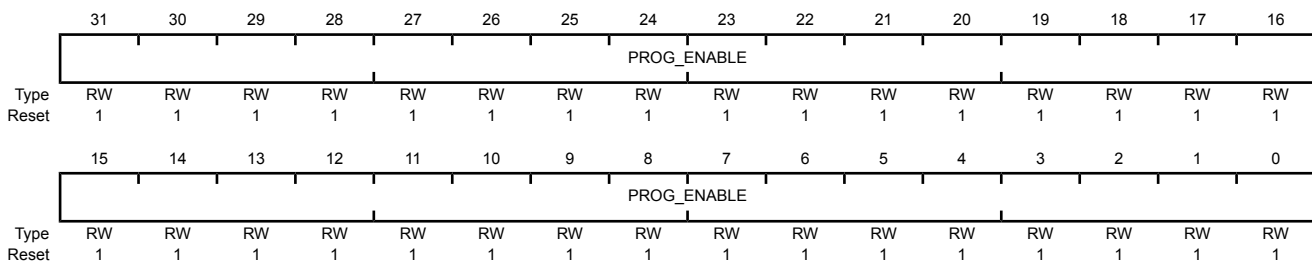 31 30 29 28 27 26 25 24 23 22 21 20 19 18 17 16
PROG_ENABLE
Type RW RW RW RW RW RW RW RW RW RW RW RW RW RW RW RW
Reset 1 1 1 1 1 1 1 1 1 1 1 1 1 1 1 1
15 14 13 12 11 10 9 8 7 6 5 4 3 2 1 0
PROG_ENABLE
Type RW RW RW RW RW RW RW RW RW RW RW RW RW RW RW RW
Reset 1 1 1 1 1 1 1 1 1 1 1 1 1 1 1 1